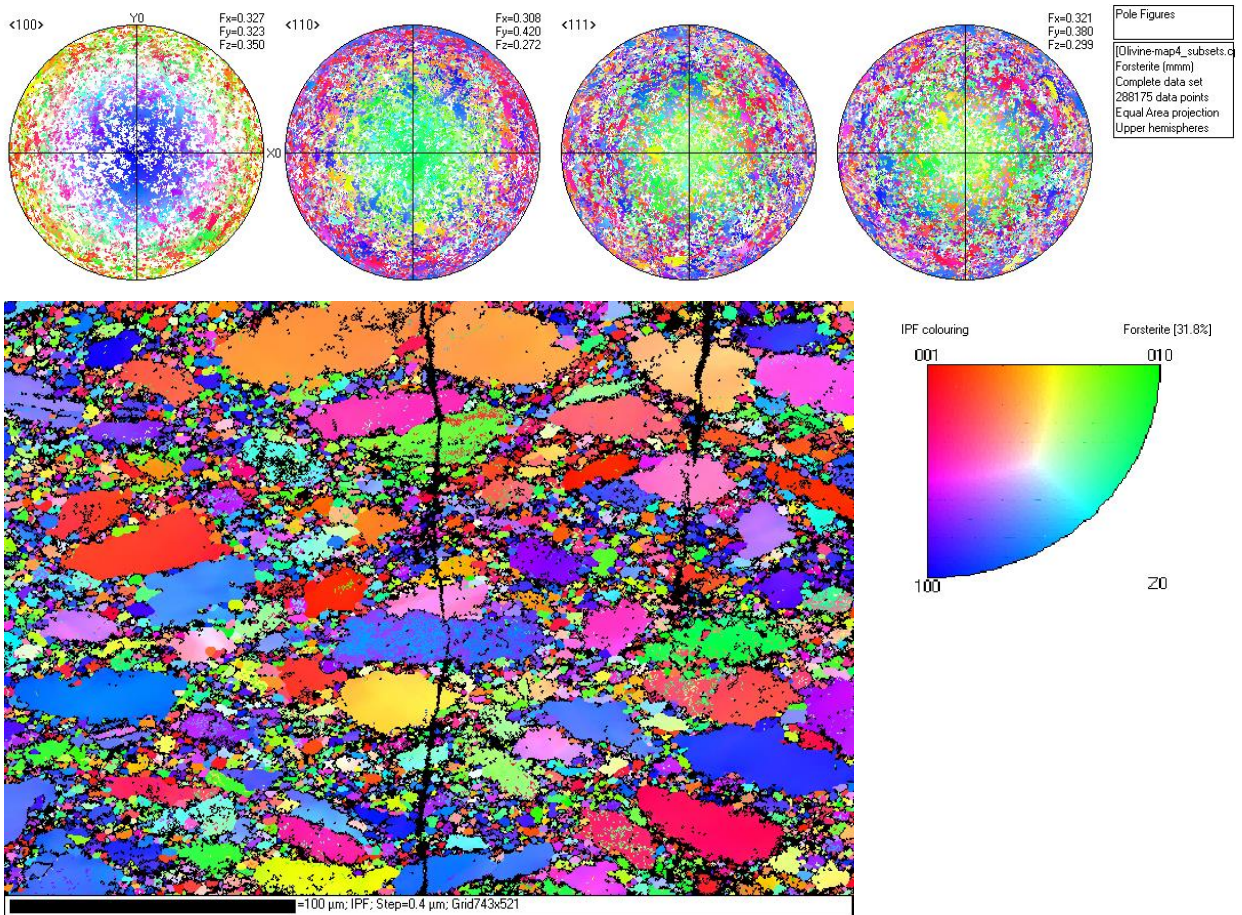 <100>
Y0
Fx=0.327
Fy=0.323
Fz=0.350
X0
<110>
Fx=0.308
Fy=0.420
Fz=0.272
<111>
Fx=0.321
Fy=0.380
Fz=0.299
Pole Figures
[Olivine-map4_subsets.c
Forsterite (mmm)
Complete data set
288175 data points
Equal Area projection
Upper hemispheres
IPF colouring
Forsterite [31.8%]
001
010
100
Z0
=100 µm; IPF; Step=0.4 µm; Grid743x521